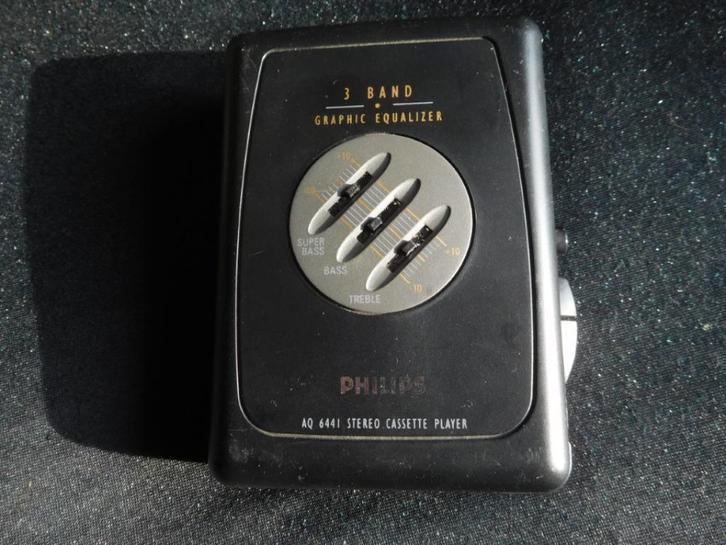 3 BAND
GRAPHIC EQUALIZER
+10
-10
SUPER
BASS
BASS
TREBLE
+10
-10
PHILIPS
AQ 6441 STEREO CASSETTE PLAYER